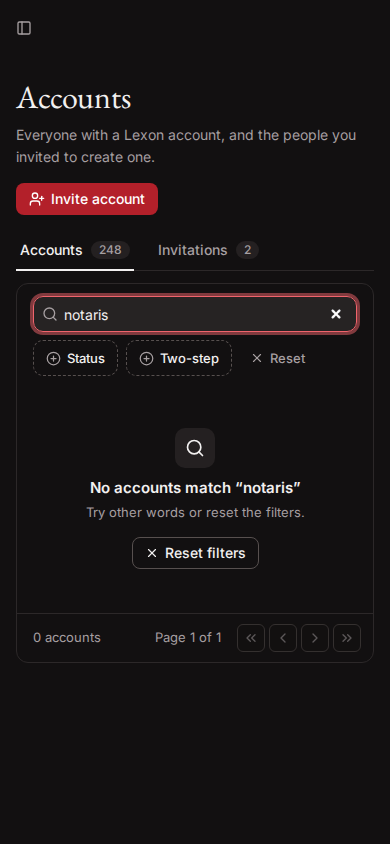 Accounts
Everyone with a Lexon account, and the people you
invited to create one.
Invite account
Accounts 248 Invitations 2
notaris
Status Two-step Reset
No accounts match “notaris”
Try other words or reset the filters.
Reset filters
0 accounts Page 1 of 1